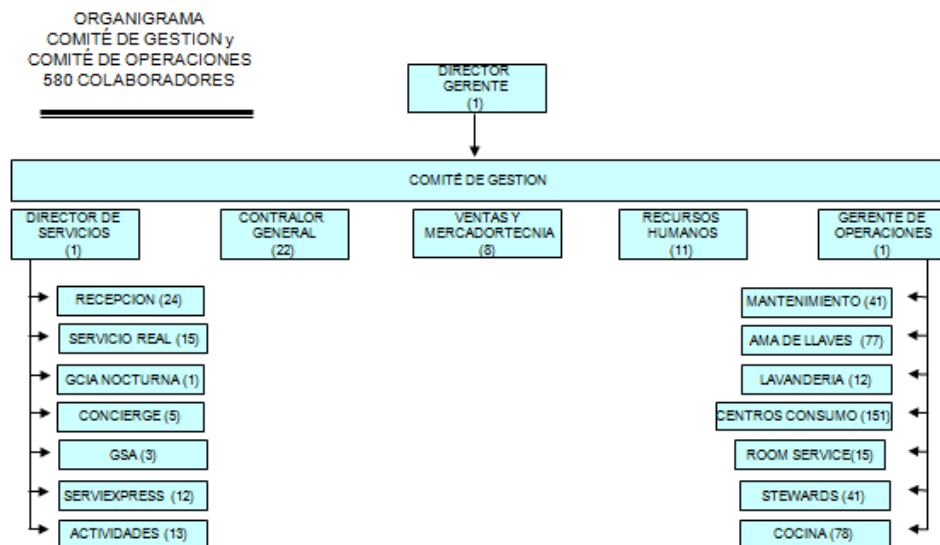 ORGANIGRAMA
COMITÉ DE GESTION y
COMITÉ DE OPERACIONES
580 COLABORADORES
DIRECTOR
GERENTE
(1)
COMITÉ DE GESTION
DIRECTOR DE
SERVICIOS
(1)
CONTRALOR
GENERAL
(22)
VENTAS Y
MERCADORTECNIA
(8)
RECURSOS
HUMANOS
(11)
GERENTE DE
OPERACIONES
(1)
RECEPCION (24)
SERVICIO REAL (15)
GCIA NOCTURNA (1)
CONCIERGE (5)
GSA (3)
SERVIEXPRESS (12)
ACTIVIDADES (13)
MANTENIMIENTO (41)
AMA DE LLAVES (77)
LAVANDERIA (12)
CENTROS CONSUMO (151)
ROOM SERVICE(15)
STEWARDS (41)
COCINA (78)